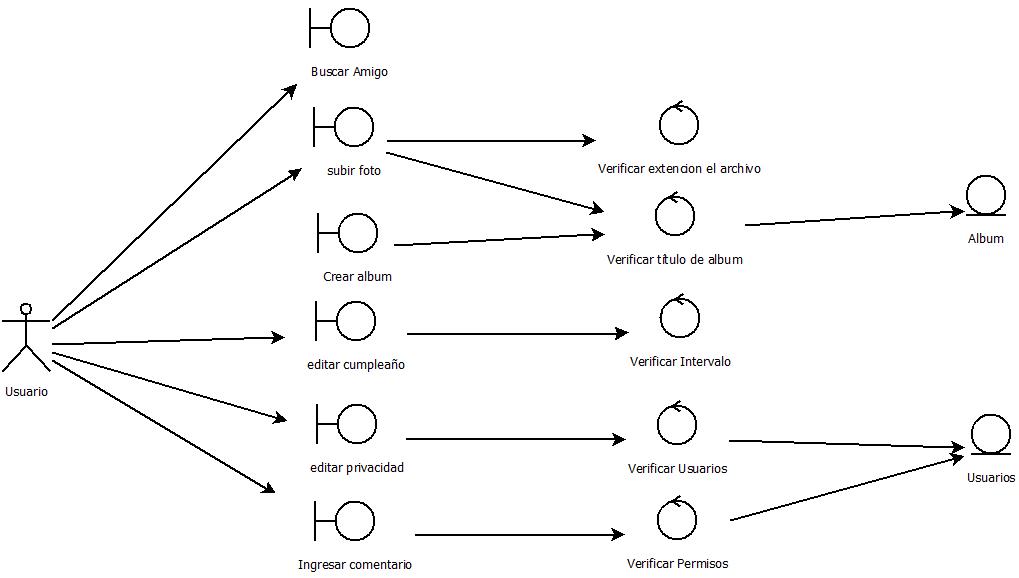 Buscar Amigo
subir foto
Verificar extencion el archivo
Crear album
Verificar título de album
Album
editar cumpleaño
Verificar Intervalo
Usuario
editar privacidad
Verificar Usuarios
Usuarios
Ingresar comentario
Verificar Permisos